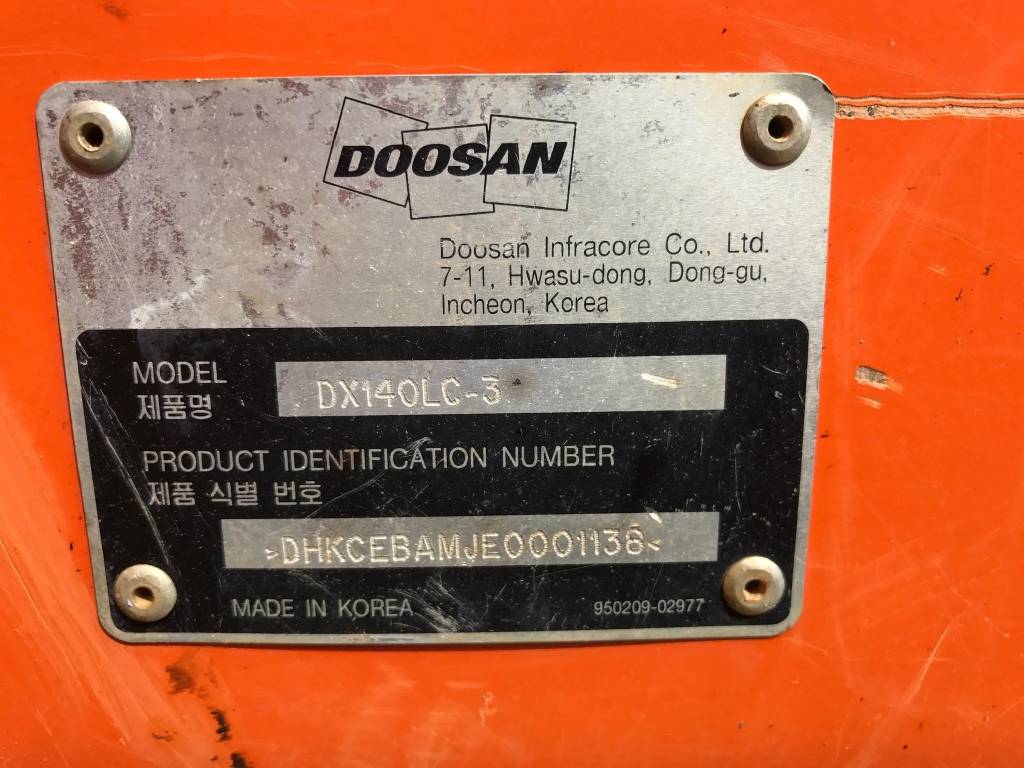 DOOSAN
Doosan Infracore Co., Ltd.
7-11, Hwasu-dong, Dong-gu,
Incheon, Korea
MODEL
제품명
DX140LC-3
PRODUCT IDENTIFICATION NUMBER
제품 식별 번호
>DHKCEBAMJE0001138<
MADE IN KOREA
950209-02977